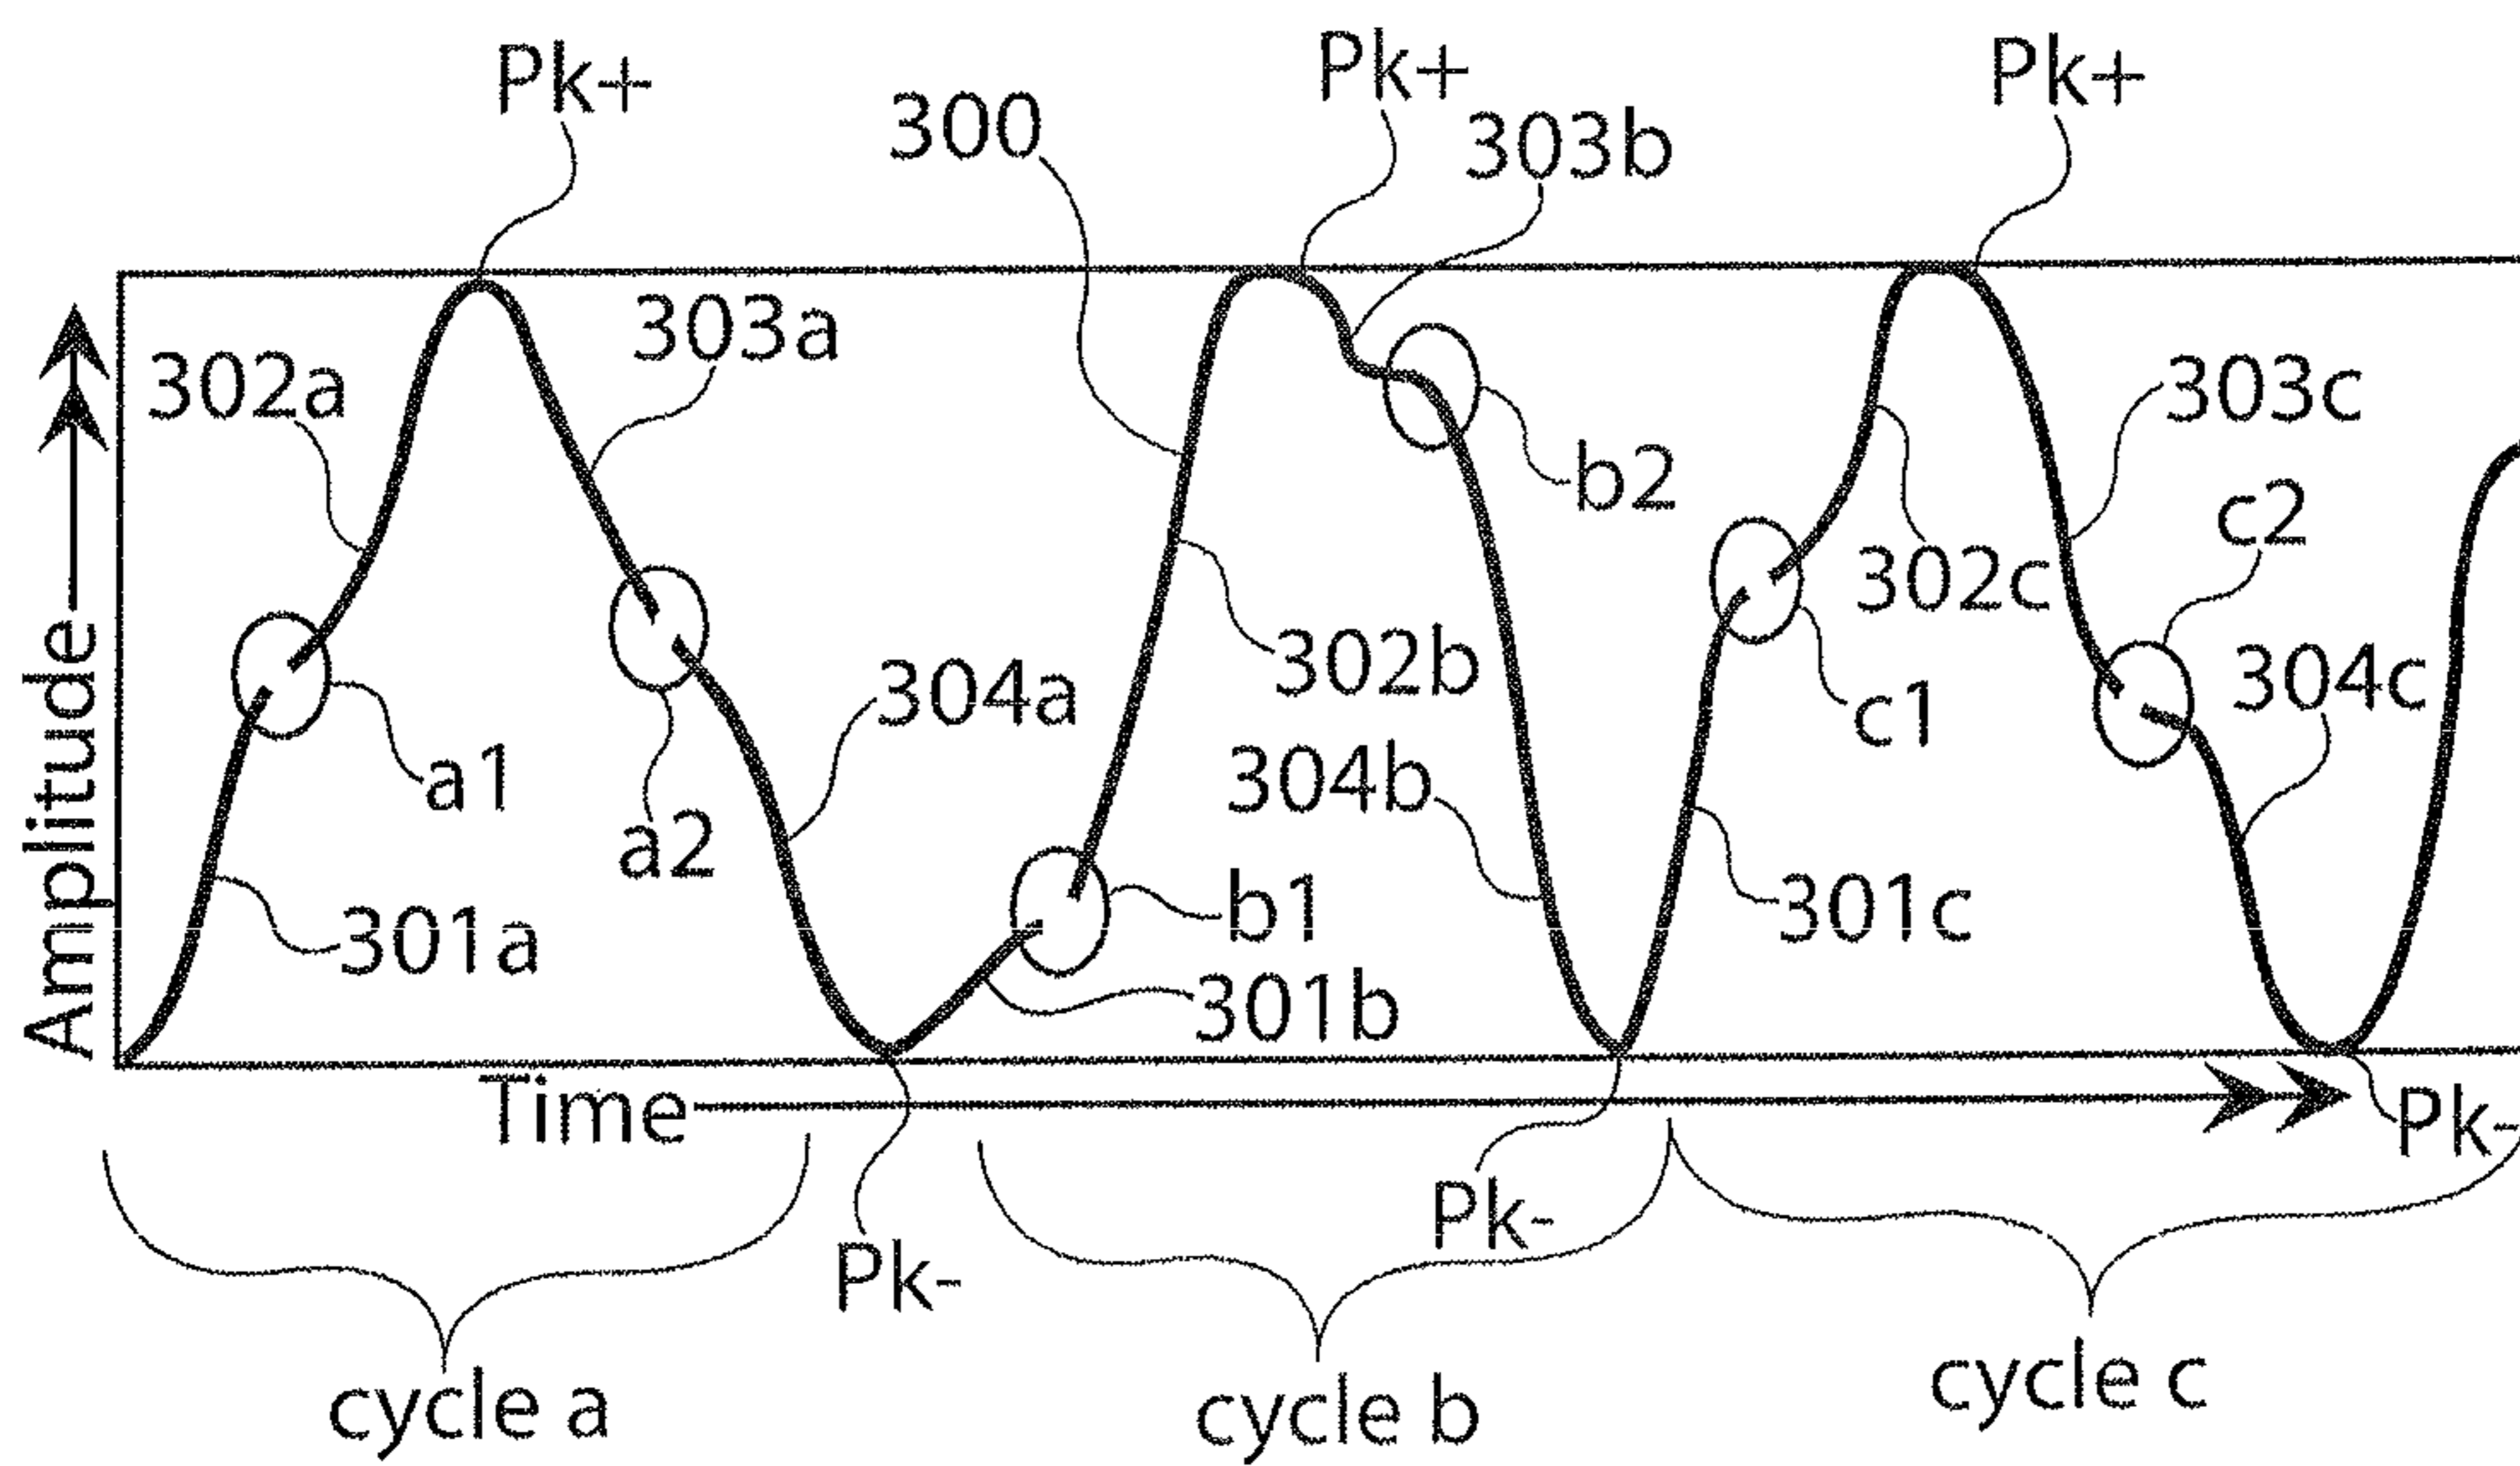 Pk+
Pk+
Pk+
300
303b
303a
302a
303c
b2
c2
302c
302b
304a
304c
a1
c1
304b
a2
b1
301a
301c
301b
Amplitude
Time
Pk-
Pk-
Pk-
cycle a
cycle b
cycle c